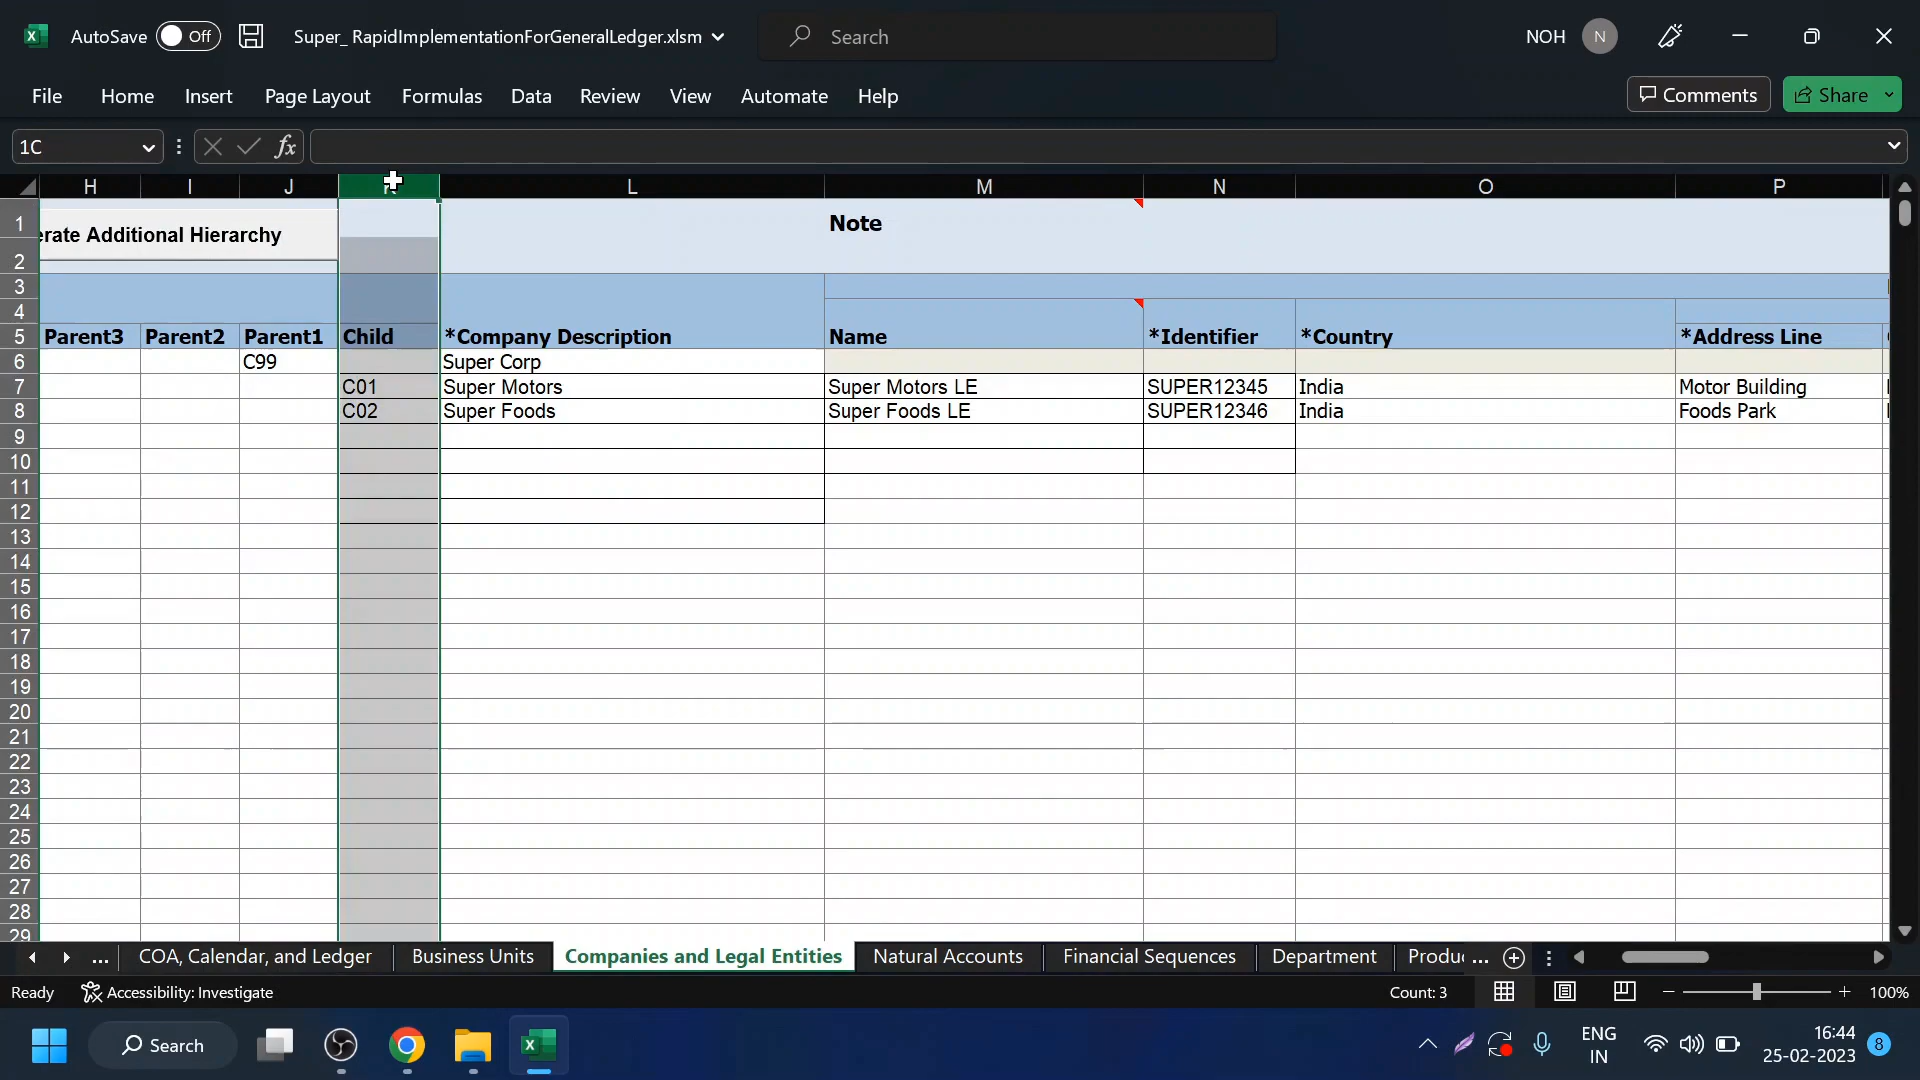 AutoSave Off Super_ RapidImplementationForGeneralLedger.xlsm Search NOH N
File Home Insert Page Layout Formulas Data Review View Automate Help Comments Share
1C fx
H I J L M N O P
1 Note
erate Additional Hierarchy
2
3
4
5 Parent3 Parent2 Parent1 Child *Company Description Name *Identifier *Country *Address Line
6 C99 Super Corp
7 C01 Super Motors Super Motors LE SUPER12345 India Motor Building
8 C02 Super Foods Super Foods LE SUPER12346 India Foods Park
9
10
11
12
13
14
15
16
17
18
19
20
21
22
23
24
25
26
27
28
29
... COA, Calendar, and Ledger Business Units Companies and Legal Entities Natural Accounts Financial Sequences Department Produc ...
Ready Accessibility: Investigate Count: 3 100%
Search ENG 16:44
IN 25-02-2023 8